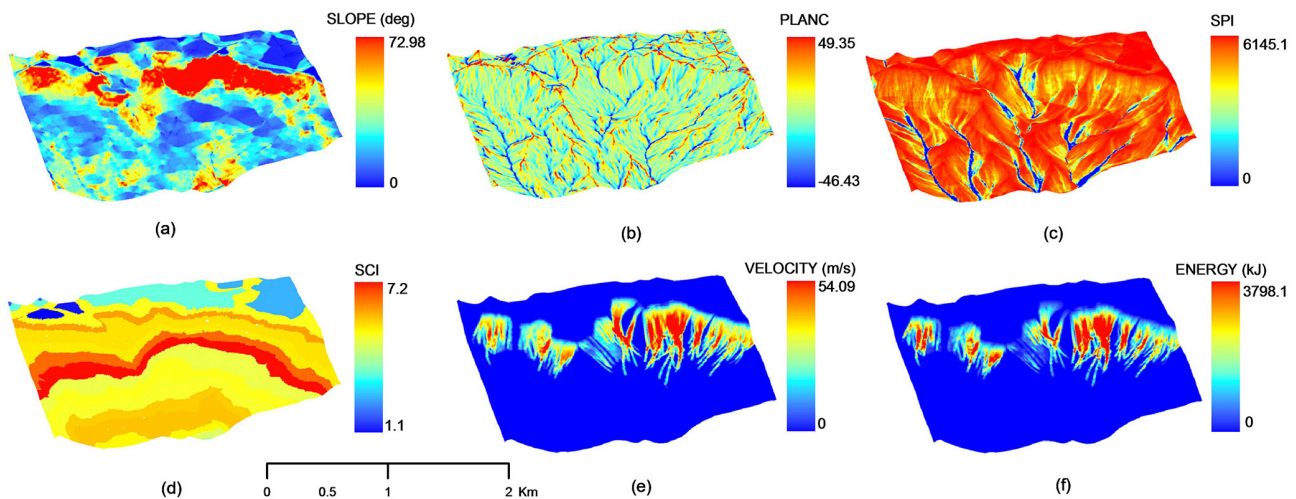 SLOPE (deg)
72.98
0
(a)
PLANC
49.35
-46.43
(b)
SPI
6145.1
0
(c)
SCI
7.2
1.1
(d)
VELOCITY (m/s)
54.09
0
(e)
ENERGY (kJ)
3798.1
0
(f)
0 0.5 1 2 Km